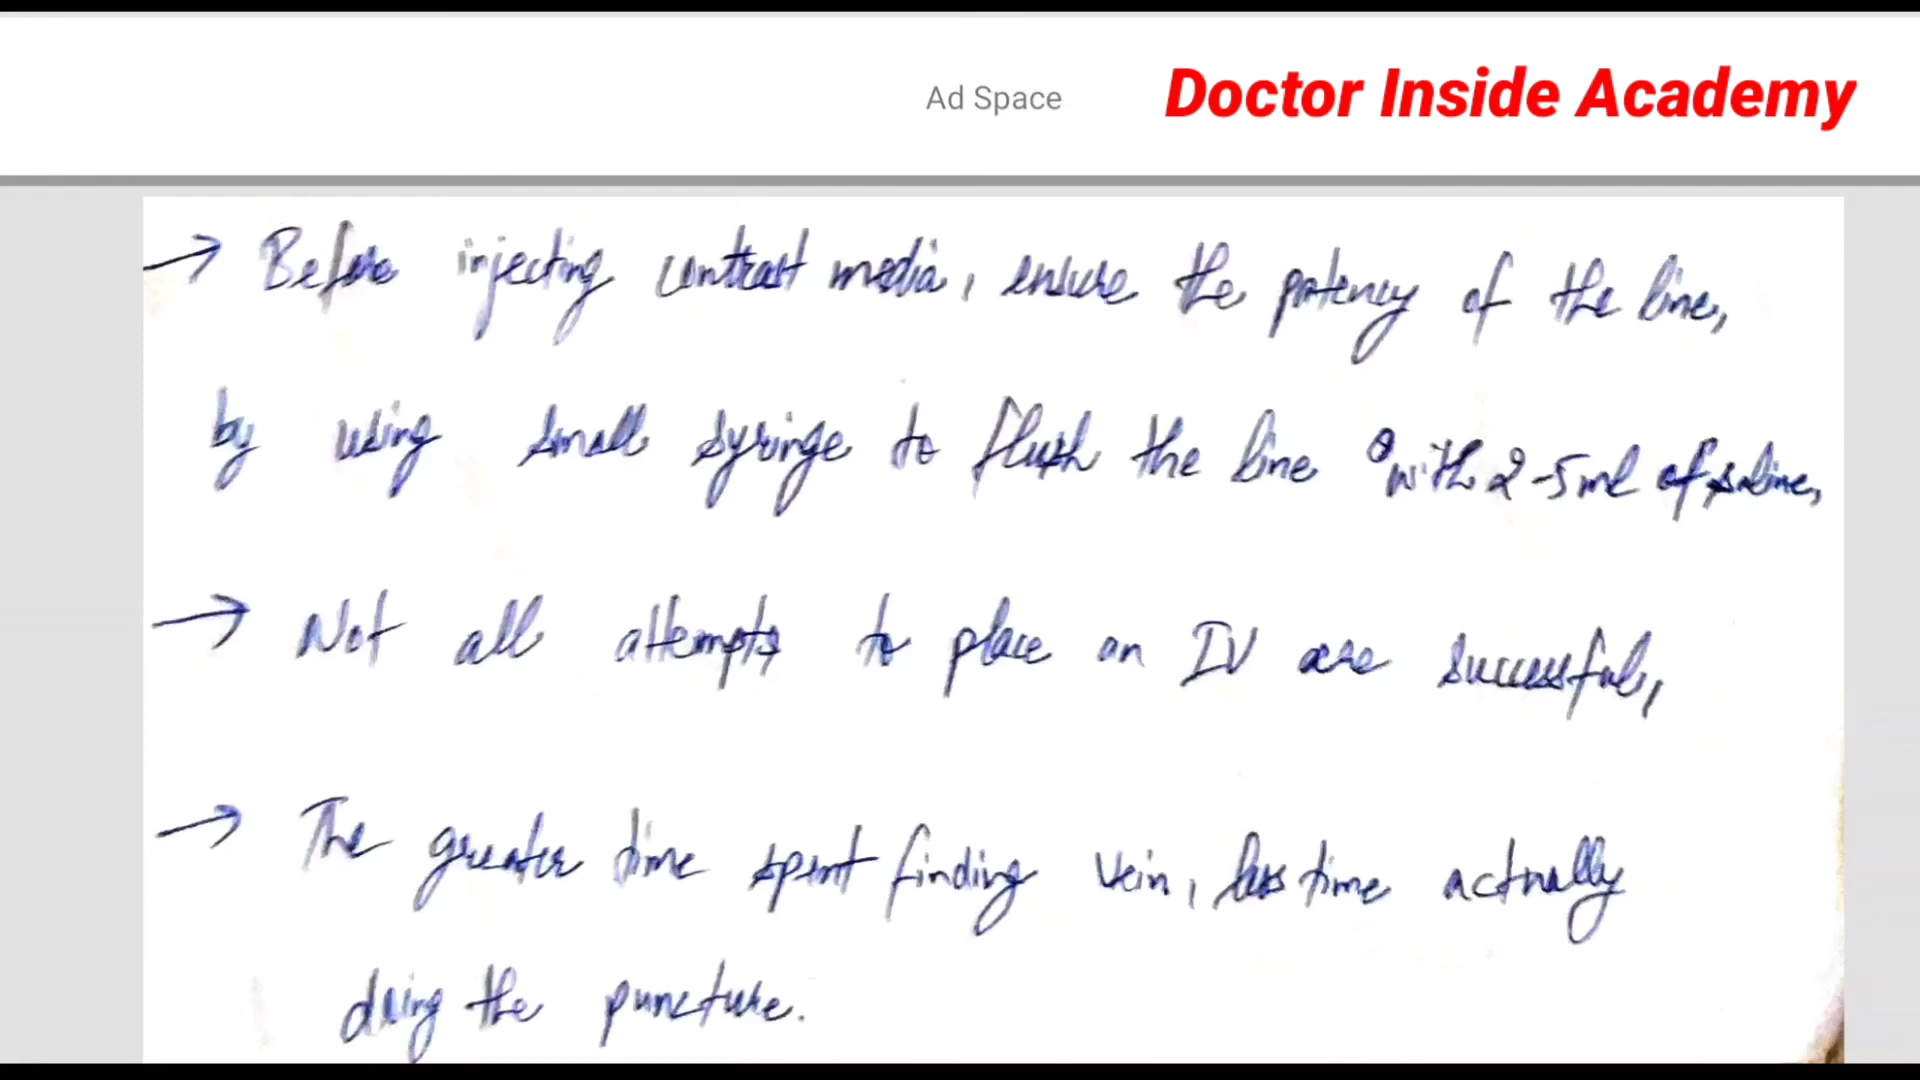 Ad Space
Doctor Inside Academy
→ Before injecting contrast media, ensure the patency of the line,
by using small syringe to flush the line with 2-5ml of saline,
→ Not all attempts to place an IV are successful,
→ The greater time spent finding vein, less time actually
doing the puncture.